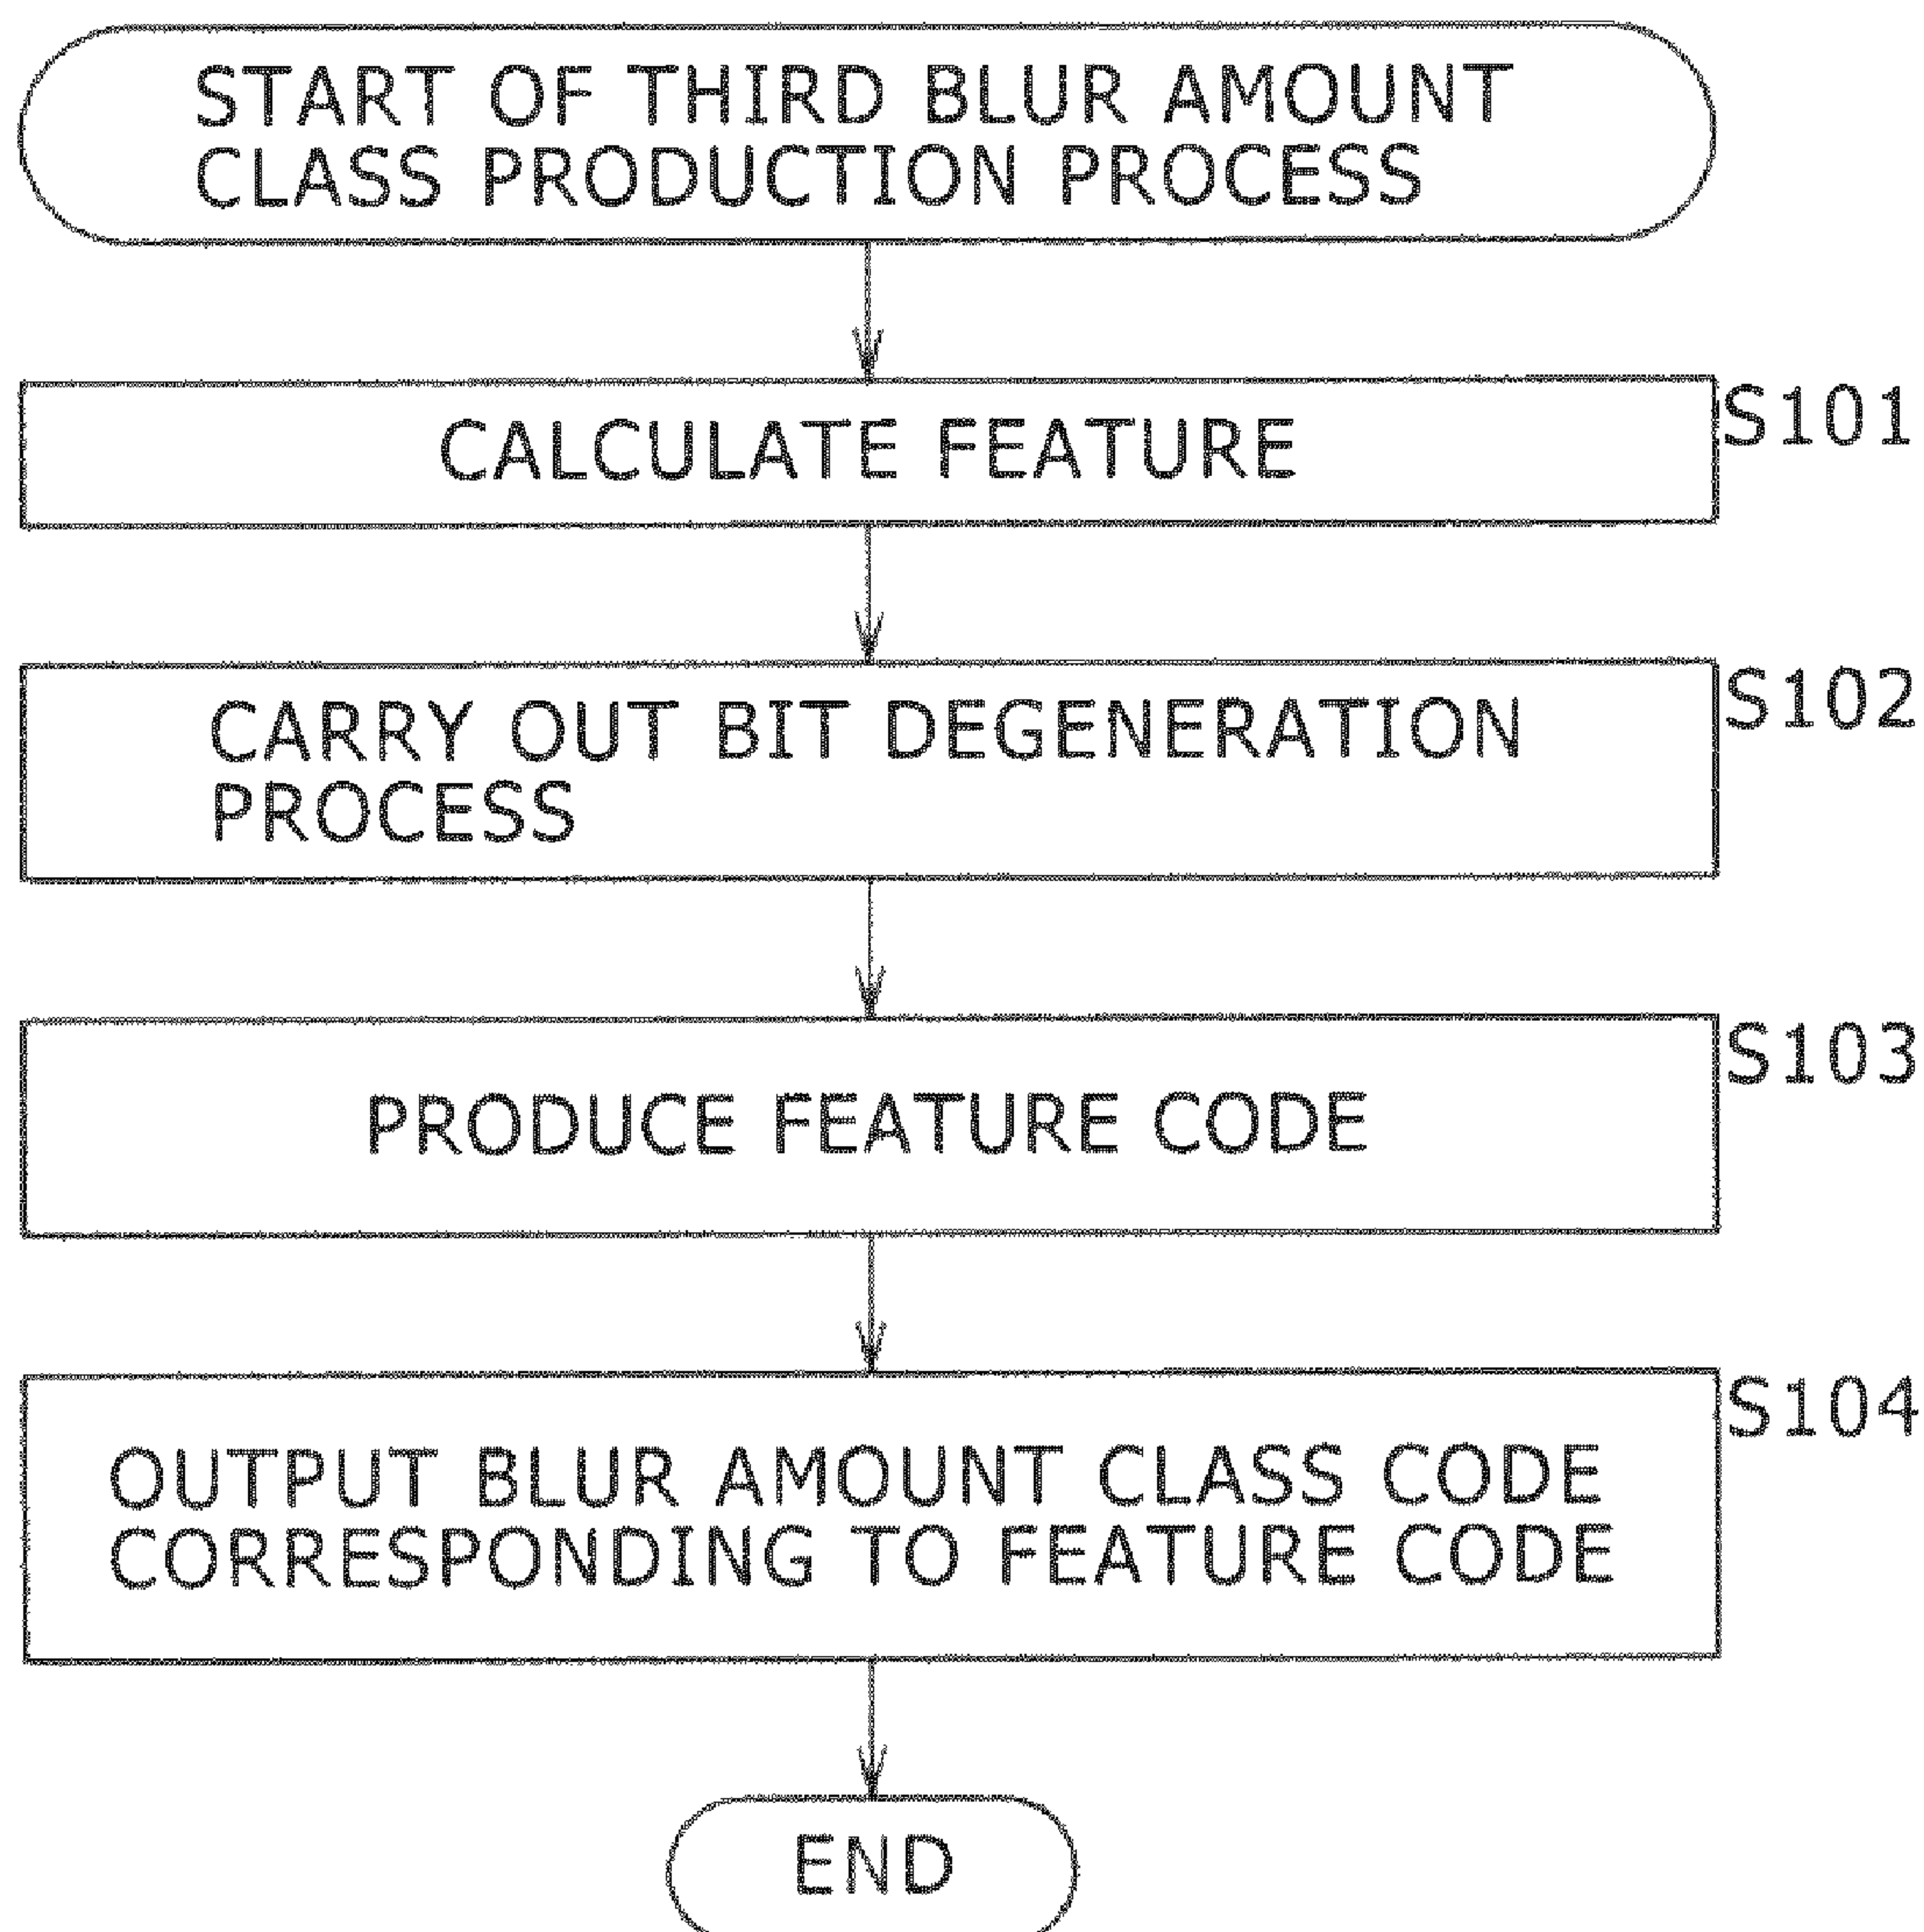 START OF THIRD BLUR AMOUNT
CLASS PRODUCTION PROCESS
CALCULATE FEATURE
S101
CARRY OUT BIT DEGENERATION
PROCESS
S102
PRODUCE FEATURE CODE
S103
OUTPUT BLUR AMOUNT CLASS CODE
CORRESPONDING TO FEATURE CODE
S104
END